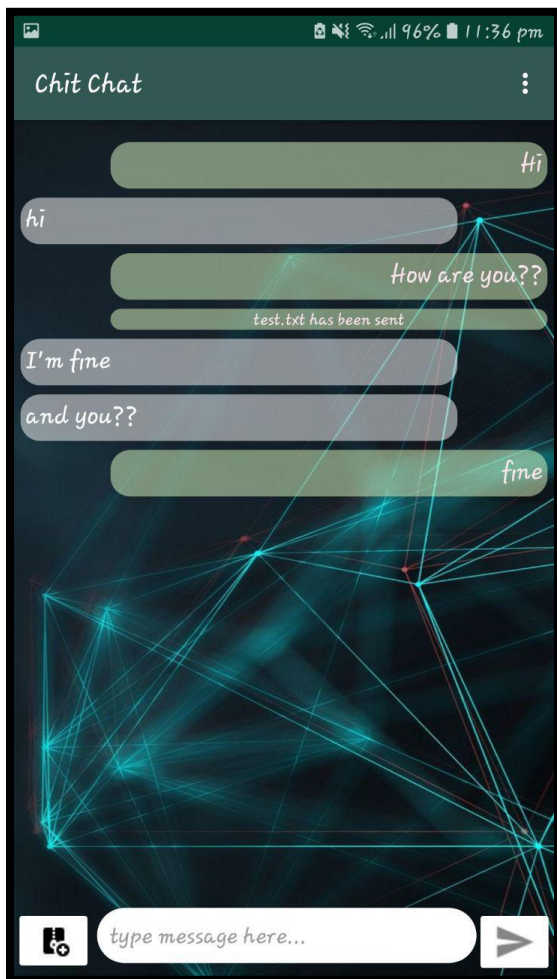 96% 11:36 pm
Chit Chat
Hi
hi
How are you??
test.txt has been sent
I'm fine
and you??
fine
type message here...